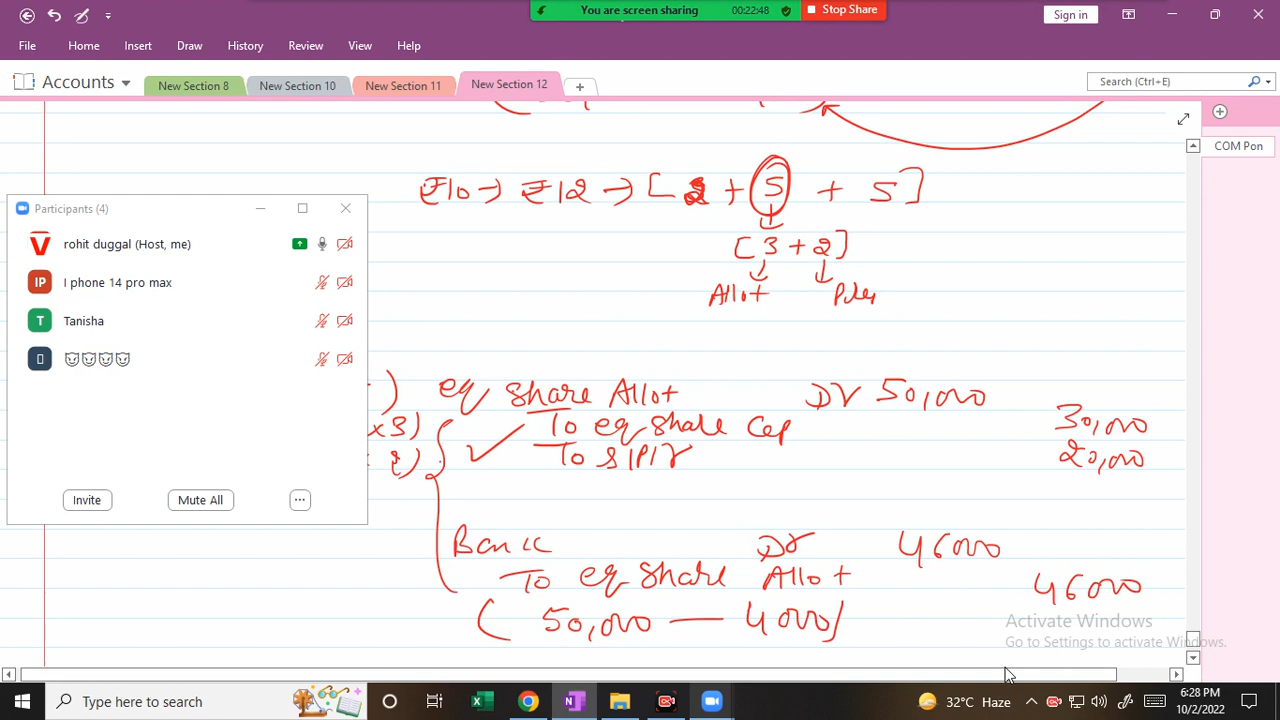 You are screen sharing 00:22:48 Stop Share
Sign in
File Home Insert Draw History Review View Help
Accounts New Section 8 New Section 10 New Section 11 New Section 12 + Search (Ctrl+E)
COM Pon
₹10 → ₹12 → [2 + 5 + 5]
[3 + 2]
Allot
Participants (4)
rohit duggal (Host, me)
IP I phone 14 pro max
T Tanisha
Invite Mute All ...
) eq share Allot Dr 50,000
×3) To eq share Cap 30,000
× 2) To S/P/r 20,000
Bank Dr 46000
To eq share Allot 46000
( 50,000 — 4000)
Activate Windows
Go to Settings to activate Windows.
Type here to search
32°C Haze
6:28 PM
10/2/2022